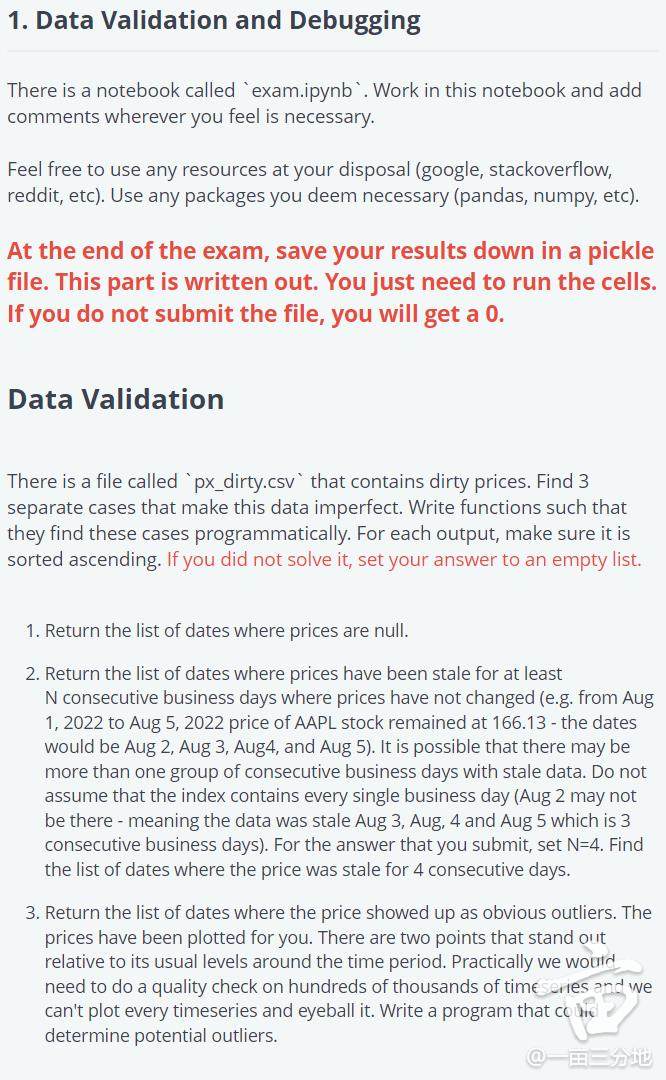 1. Data Validation and Debugging
There is a notebook called `exam.ipynb`. Work in this notebook and add
comments wherever you feel is necessary.
Feel free to use any resources at your disposal (google, stackoverflow,
reddit, etc). Use any packages you deem necessary (pandas, numpy, etc).
At the end of the exam, save your results down in a pickle
file. This part is written out. You just need to run the cells.
If you do not submit the file, you will get a 0.
Data Validation
There is a file called `px_dirty.csv` that contains dirty prices. Find 3
separate cases that make this data imperfect. Write functions such that
they find these cases programmatically. For each output, make sure it is
sorted ascending. If you did not solve it, set your answer to an empty list.
1. Return the list of dates where prices are null.
2. Return the list of dates where prices have been stale for at least
N consecutive business days where prices have not changed (e.g. from Aug
1, 2022 to Aug 5, 2022 price of AAPL stock remained at 166.13 - the dates
would be Aug 2, Aug 3, Aug4, and Aug 5). It is possible that there may be
more than one group of consecutive business days with stale data. Do not
assume that the index contains every single business day (Aug 2 may not
be there - meaning the data was stale Aug 3, Aug, 4 and Aug 5 which is 3
consecutive business days). For the answer that you submit, set N=4. Find
the list of dates where the price was stale for 4 consecutive days.
3. Return the list of dates where the price showed up as obvious outliers. The
prices have been plotted for you. There are two points that stand out
relative to its usual levels around the time period. Practically we would
need to do a quality check on hundreds of thousands of timeseries and we
can't plot every timeseries and eyeball it. Write a program that could
determine potential outliers.
@一亩三分地